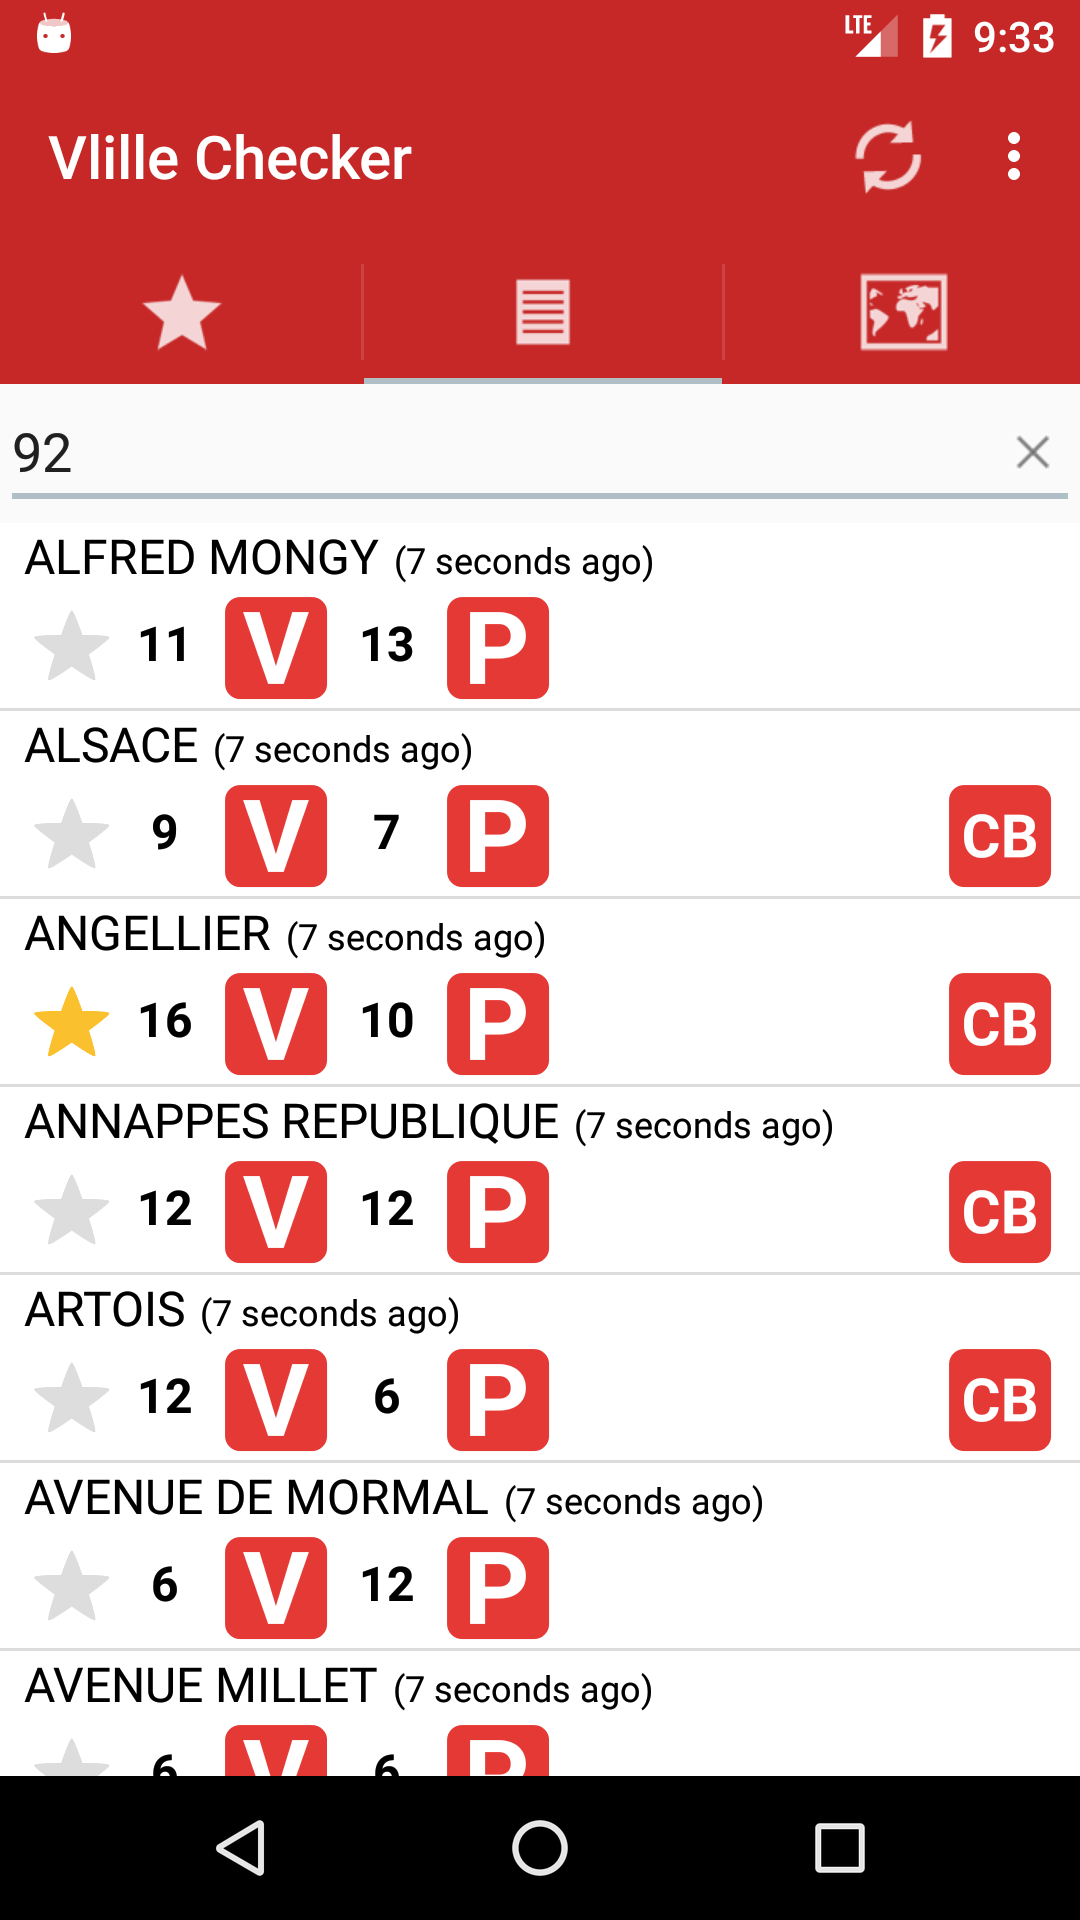 LTE 9:33
Vlille Checker
92
ALFRED MONGY (7 seconds ago)
11 V 13 P
ALSACE (7 seconds ago)
9 V 7 P CB
ANGELLIER (7 seconds ago)
16 V 10 P CB
ANNAPPES REPUBLIQUE (7 seconds ago)
12 V 12 P CB
ARTOIS (7 seconds ago)
12 V 6 P CB
AVENUE DE MORMAL (7 seconds ago)
6 V 12 P
AVENUE MILLET (7 seconds ago)
6 V 6 P